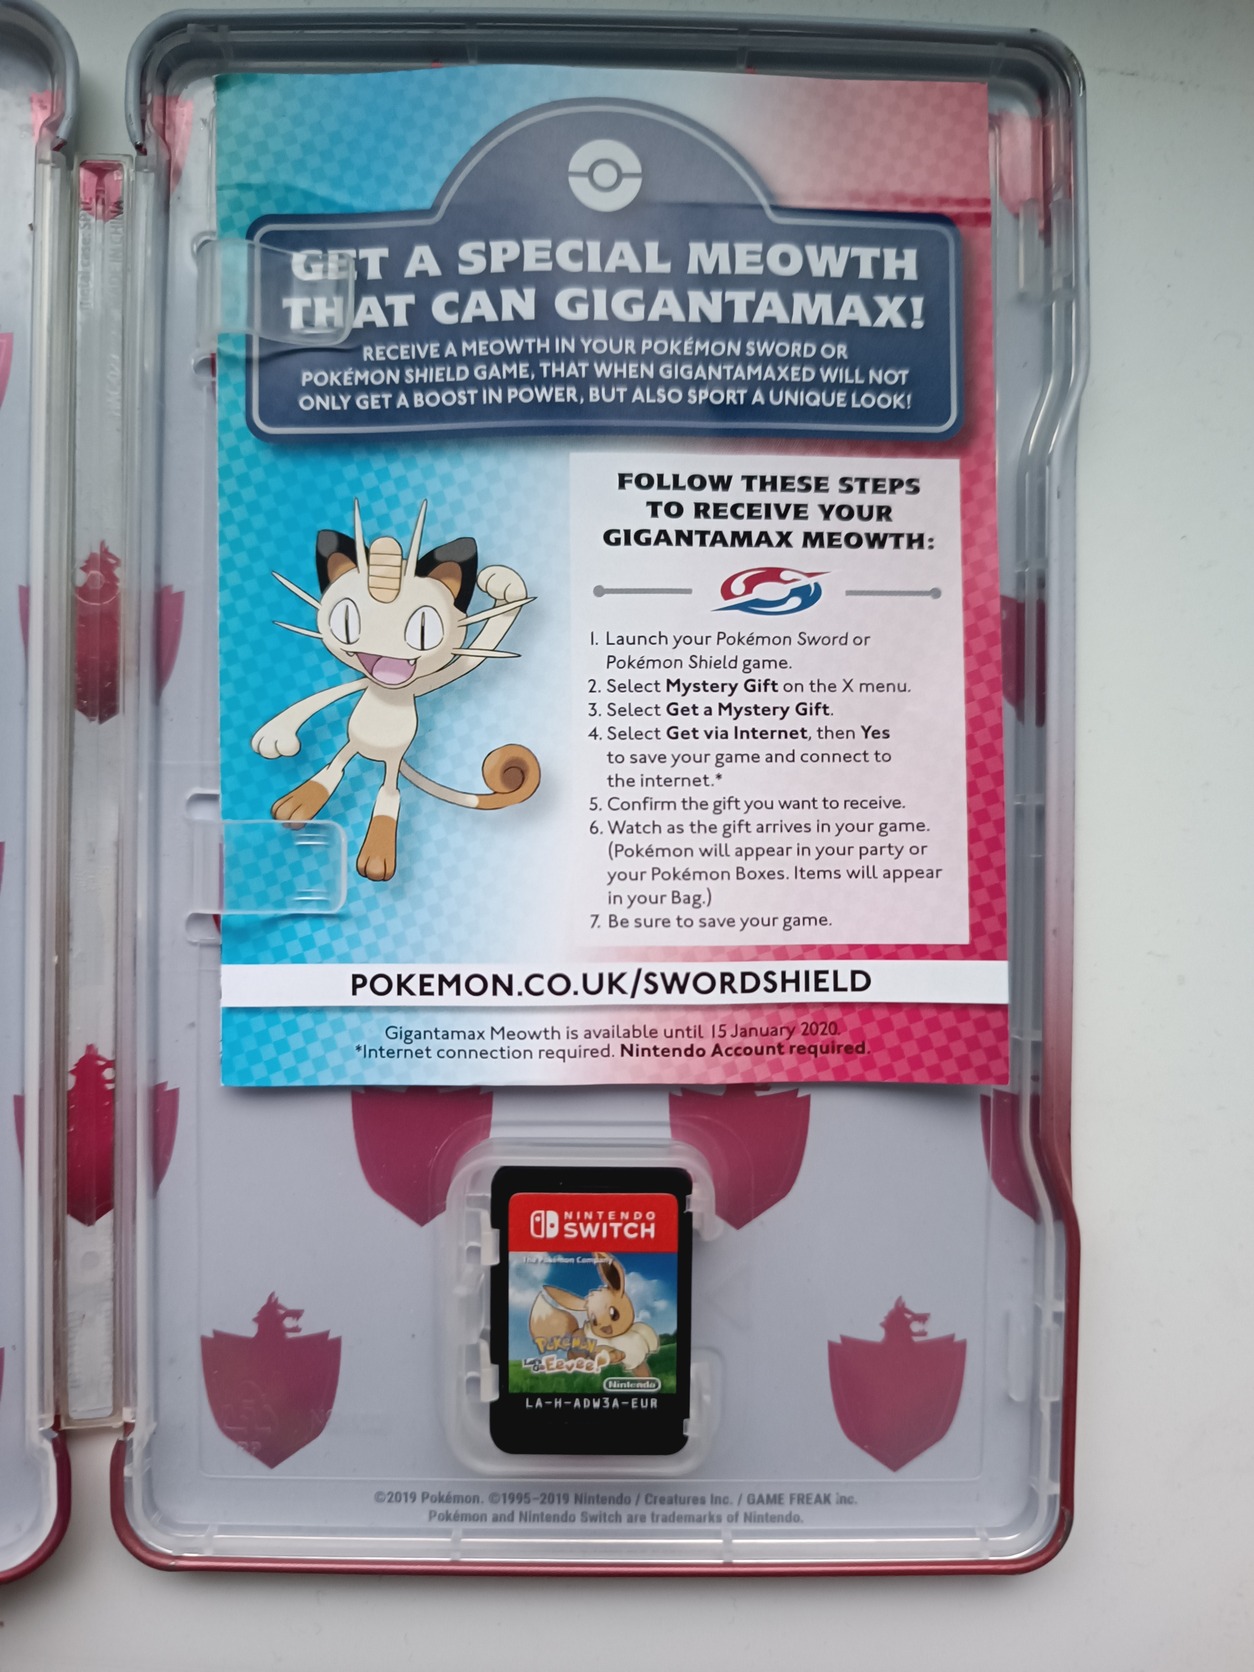 GET A SPECIAL MEOWTH
THAT CAN GIGANTAMAX!
RECEIVE A MEOWTH IN YOUR POKÉMON SWORD OR
POKÉMON SHIELD GAME, THAT WHEN GIGANTAMAXED WILL NOT
ONLY GET A BOOST IN POWER, BUT ALSO SPORT A UNIQUE LOOK!
FOLLOW THESE STEPS
TO RECEIVE YOUR
GIGANTAMAX MEOWTH:
1. Launch your Pokémon Sword or
Pokémon Shield game.
2. Select Mystery Gift on the X menu.
3. Select Get a Mystery Gift.
4. Select Get via Internet, then Yes
to save your game and connect to
the internet.*
5. Confirm the gift you want to receive.
6. Watch as the gift arrives in your game.
(Pokémon will appear in your party or
your Pokémon Boxes. Items will appear
in your Bag.)
7. Be sure to save your game.
POKEMON.CO.UK/SWORDSHIELD
Gigantamax Meowth is available until 15 January 2020.
*Internet connection required. Nintendo Account required.
NINTENDO
SWITCH
The Pokémon Company
POKÉMON
Let's Go Eevee!
Nintendo
LA-H-ADW3A-EUR
©2019 Pokémon. ©1995–2019 Nintendo / Creatures Inc. / GAME FREAK inc.
Pokémon and Nintendo Switch are trademarks of Nintendo.